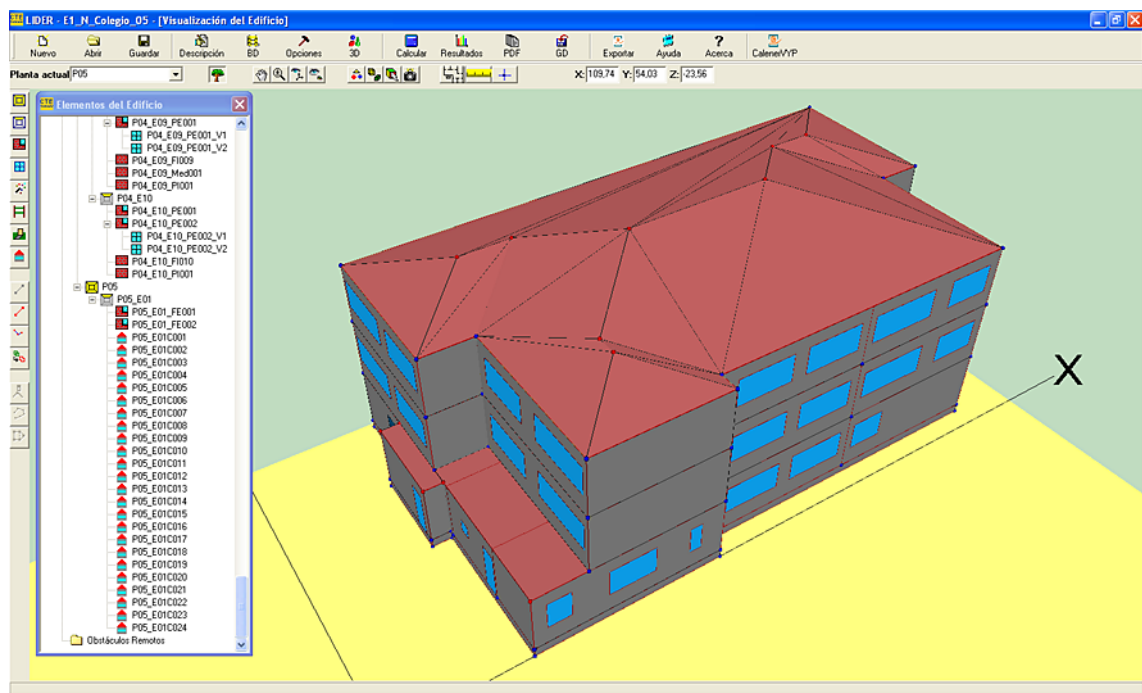 LIDER - E1_N_Colegio_05 - [Visualización del Edificio]
Nuevo Abrir Guardar Descripción BD Opciones 3D Calcular Resultados PDF GD Exportar Ayuda Acerca CalenerVYP
Planta actual P05 X: 109,74 Y: 54,03 Z: -23,56
CTE Elementos del Edificio
P04_E09_PE001
P04_E09_PE001_V1
P04_E09_PE001_V2
P04_E09_FI009
P04_E09_Med001
P04_E09_PI001
P04_E10
P04_E10_PE001
P04_E10_PE002
P04_E10_PE002_V1
P04_E10_PE002_V2
P04_E10_FI010
P04_E10_PI001
P05
P05_E01
P05_E01_FE001
P05_E01_FE002
P05_E01C001
P05_E01C002
P05_E01C003
P05_E01C004
P05_E01C005
P05_E01C006
P05_E01C007
P05_E01C008
P05_E01C009
P05_E01C010
P05_E01C011
P05_E01C012
P05_E01C013
P05_E01C014
P05_E01C015
P05_E01C016
P05_E01C017
P05_E01C018
P05_E01C019
P05_E01C020
P05_E01C021
P05_E01C022
P05_E01C023
P05_E01C024
Obstáculos Remotos
X